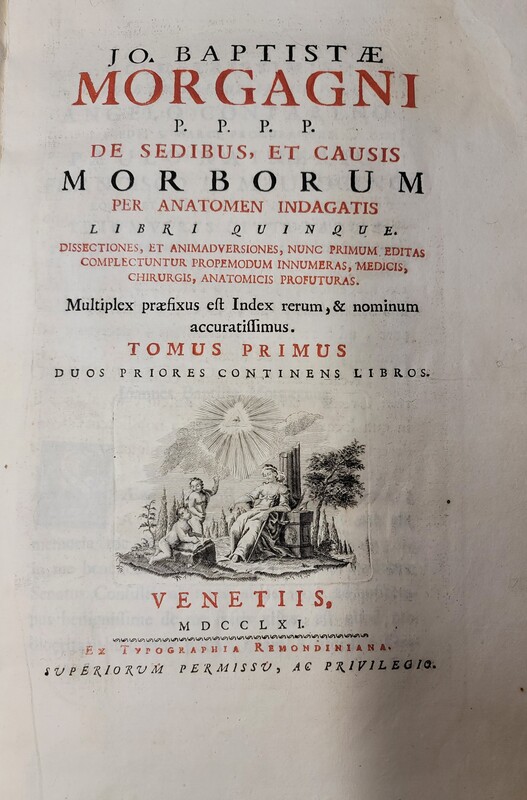 JO. BAPTISTÆ
MORGAGNI
P. P. P. P.
DE SEDIBUS, ET CAUSIS
MORBORUM
PER ANATOMEN INDAGATIS
LIBRI QUINQUE.
DISSECTIONES, ET ANIMADVERSIONES, NUNC PRIMUM EDITAS
COMPLECTUNTUR PROPEMODUM INNUMERAS, MEDICIS,
CHIRURGIS, ANATOMICIS PROFUTURAS.
Multiplex præfixus eſt Index rerum, & nominum
accuratiſſimus.
TOMUS PRIMUS
DUOS PRIORES CONTINENS LIBROS.
VENETIIS,
MDCCLXI.
EX TYPOGRAPHIA REMONDINIANA.
SUPERIORUM PERMISSU, AC PRIVILEGIO.